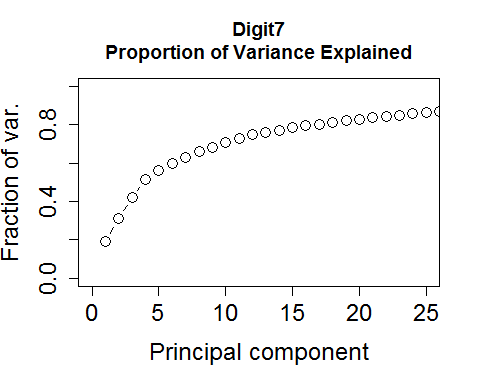 Digit7
Proportion of Variance Explained
Fraction of var.
0.8
0.4
0.0
0 5 10 15 20 25
Principal component